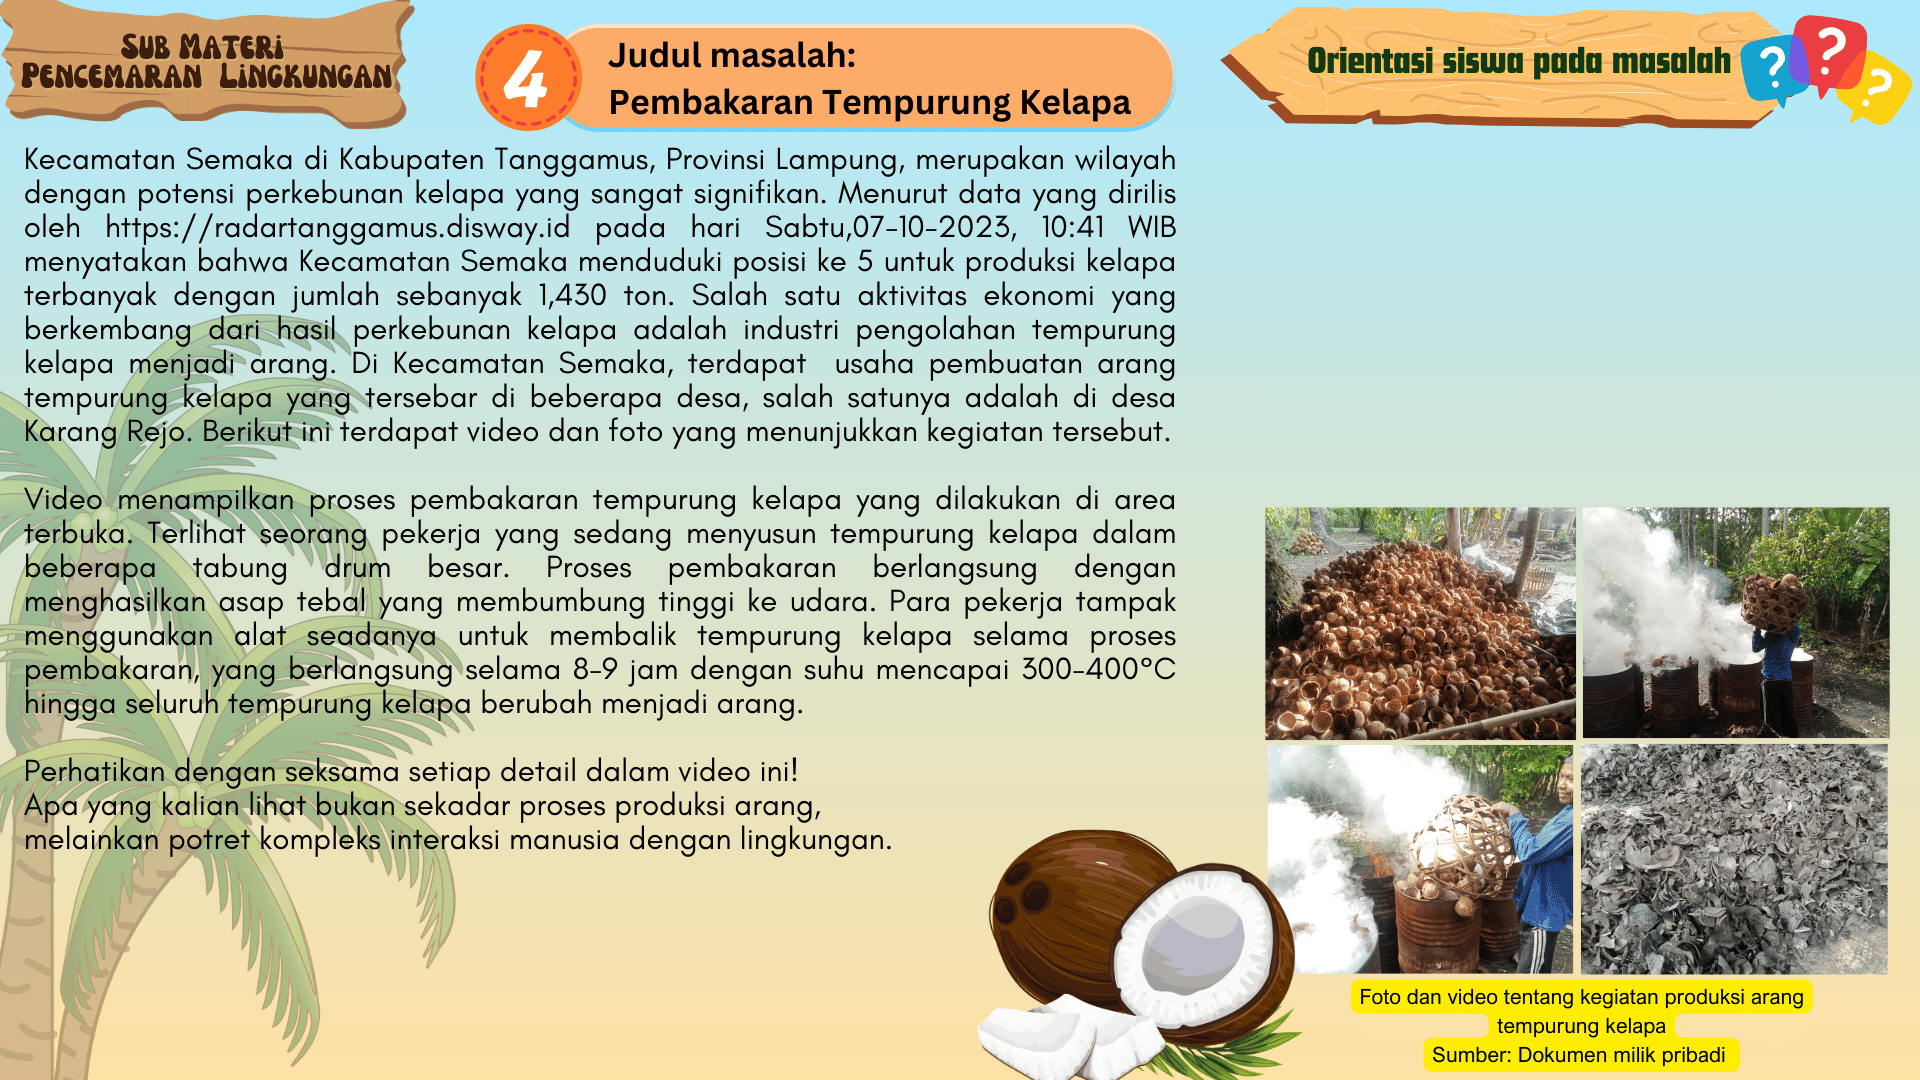 SUB MATERI
PENCEMARAN LINGKUNGAN
4
Judul masalah:
Pembakaran Tempurung Kelapa
Orientasi siswa pada masalah
? ? ?
Kecamatan Semaka di Kabupaten Tanggamus, Provinsi Lampung, merupakan wilayah
dengan potensi perkebunan kelapa yang sangat signifikan. Menurut data yang dirilis
oleh https://radartanggamus.disway.id pada hari Sabtu,07-10-2023, 10:41 WIB
menyatakan bahwa Kecamatan Semaka menduduki posisi ke 5 untuk produksi kelapa
terbanyak dengan jumlah sebanyak 1,430 ton. Salah satu aktivitas ekonomi yang
berkembang dari hasil perkebunan kelapa adalah industri pengolahan tempurung
kelapa menjadi arang. Di Kecamatan Semaka, terdapat usaha pembuatan arang
tempurung kelapa yang tersebar di beberapa desa, salah satunya adalah di desa
Karang Rejo. Berikut ini terdapat video dan foto yang menunjukkan kegiatan tersebut.
Video menampilkan proses pembakaran tempurung kelapa yang dilakukan di area
terbuka. Terlihat seorang pekerja yang sedang menyusun tempurung kelapa dalam
beberapa tabung drum besar. Proses pembakaran berlangsung dengan
menghasilkan asap tebal yang membumbung tinggi ke udara. Para pekerja tampak
menggunakan alat seadanya untuk membalik tempurung kelapa selama proses
pembakaran, yang berlangsung selama 8-9 jam dengan suhu mencapai 300-400°C
hingga seluruh tempurung kelapa berubah menjadi arang.
Perhatikan dengan seksama setiap detail dalam video ini!
Apa yang kalian lihat bukan sekadar proses produksi arang,
melainkan potret kompleks interaksi manusia dengan lingkungan.
Foto dan video tentang kegiatan produksi arang
tempurung kelapa
Sumber: Dokumen milik pribadi